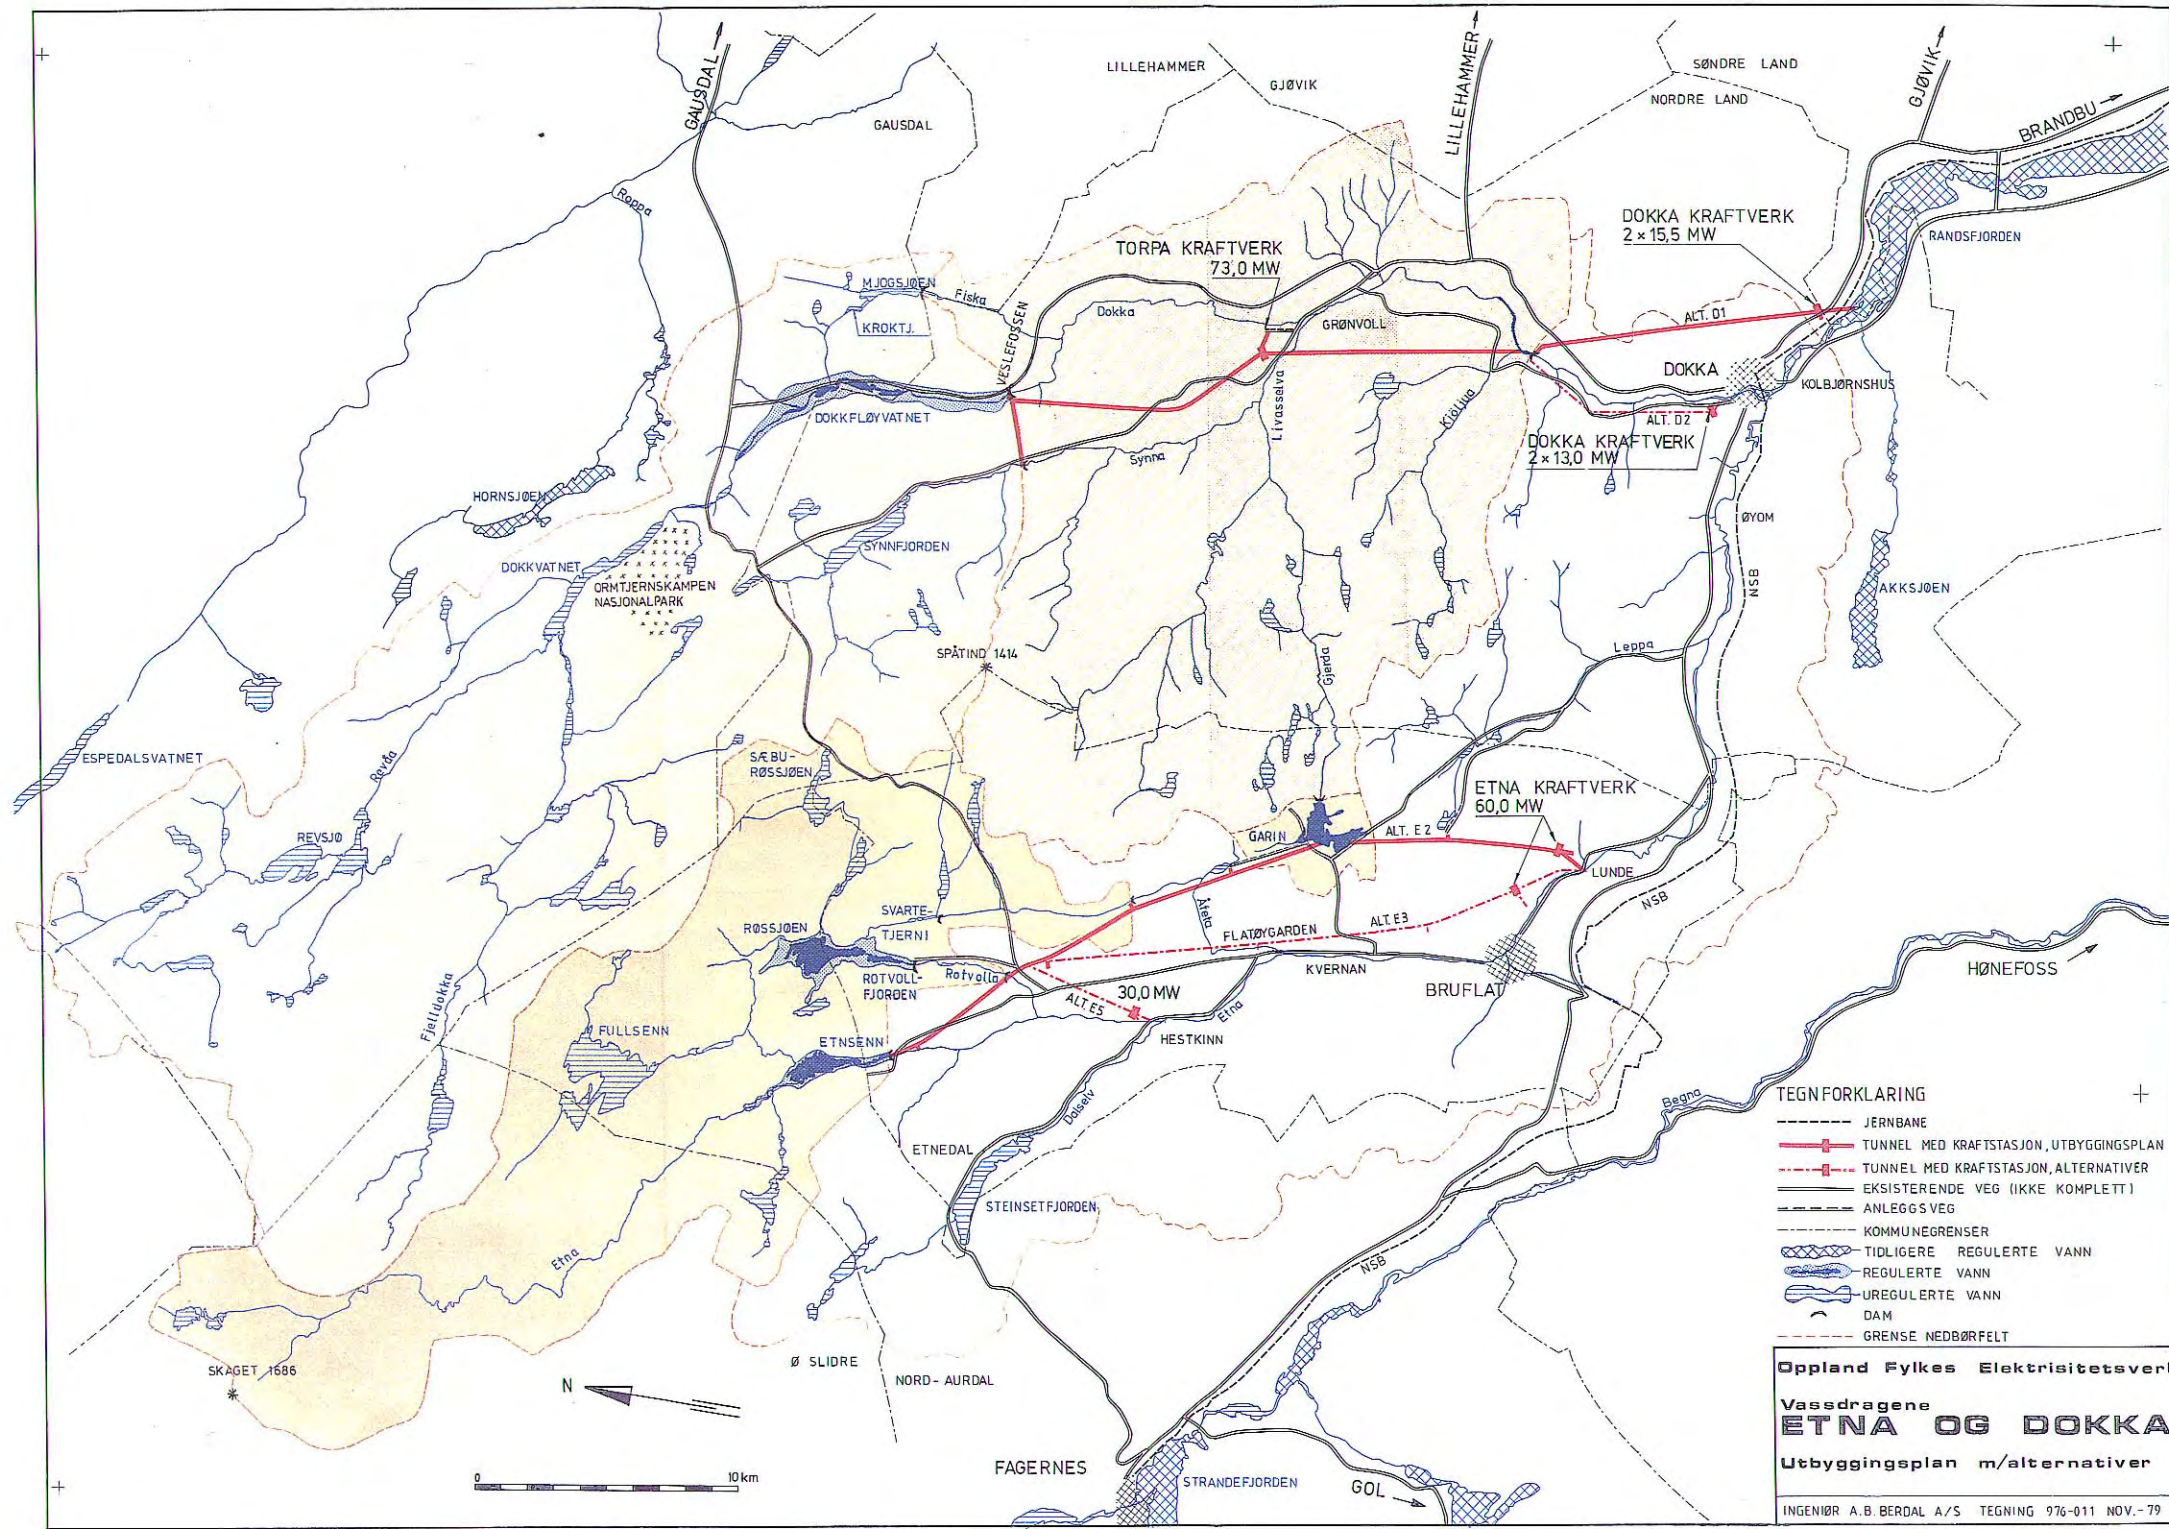 GAUSDAL
LILLEHAMMER
GJØVIK
LILLEHAMMER
SØNDRE LAND
NORDRE LAND
GJØVIK
BRANDBU
GAUSDAL
Roppa
DOKKA KRAFTVERK
2 × 15,5 MW
RANDSFJORDEN
TORPA KRAFTVERK
73,0 MW
MJOGSJØEN
Fiska
KROKTJ.
VESLEFOSSEN
Dokka
GRØNVOLL
ALT. D1
DOKKA
KOLBJØRNSHUS
DOKKFLØYVATNET
Livasselva
Kjöljua
ALT. D2
DOKKA KRAFTVERK
2 × 13,0 MW
Synna
HORNSJØEN
SYNNFJORDEN
ØYOM
DOKKVATNET
ORMTJERNSKAMPEN
NASJONALPARK
NSB
AKKSJØEN
SPÅTIND 1414
Gjerda
Leppa
ESPEDALSVATNET
Revåa
SÆBU-
RØSSJØEN
ETNA KRAFTVERK
60,0 MW
REVSJØ
GARIN
ALT. E2
LUNDE
NSB
Åfeta
SVARTE-
TJERNI
RØSSJØEN
FLATØYGARDEN
ALT. E3
ROTVOLL-
FJORDEN
Rotvolla
KVERNAN
HØNEFOSS
BRUFLAT
30,0 MW
ALT. E5
Fjelldokka
FULLSENN
ETNSENN
Etna
HESTKINN
Dalselv
Begna
ETNEDAL
STEINSETFJORDEN
Etna
NSB
SKAGET 1686
Ø SLIDRE
NORD-AURDAL
N
FAGERNES
STRANDEFJORDEN
GOL
0 10 km
TEGNFORKLARING
JERNBANE
TUNNEL MED KRAFTSTASJON, UTBYGGINGSPLAN
TUNNEL MED KRAFTSTASJON, ALTERNATIVER
EKSISTERENDE VEG (IKKE KOMPLETT)
ANLEGGSVEG
KOMMUNEGRENSER
TIDLIGERE REGULERTE VANN
REGULERTE VANN
UREGULERTE VANN
DAM
GRENSE NEDBØRFELT
Oppland Fylkes Elektrisitetsverk
Vassdragene
ETNA OG DOKKA
Utbyggingsplan m/alternativer
INGENIØR A.B. BERDAL A/S TEGNING 976-011 NOV.-79